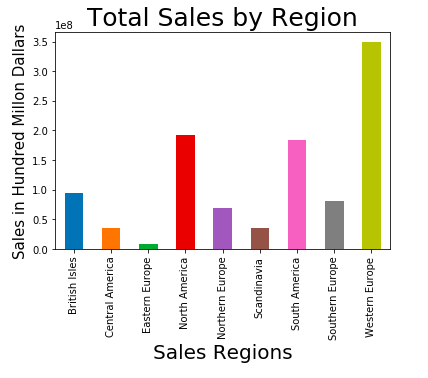 Total Sales by Region
1e8
Sales in Hundred Millon Dallars
3.5
3.0
2.5
2.0
1.5
1.0
0.5
0.0
British Isles
Central America
Eastern Europe
North America
Northern Europe
Scandinavia
South America
Southern Europe
Western Europe
Sales Regions